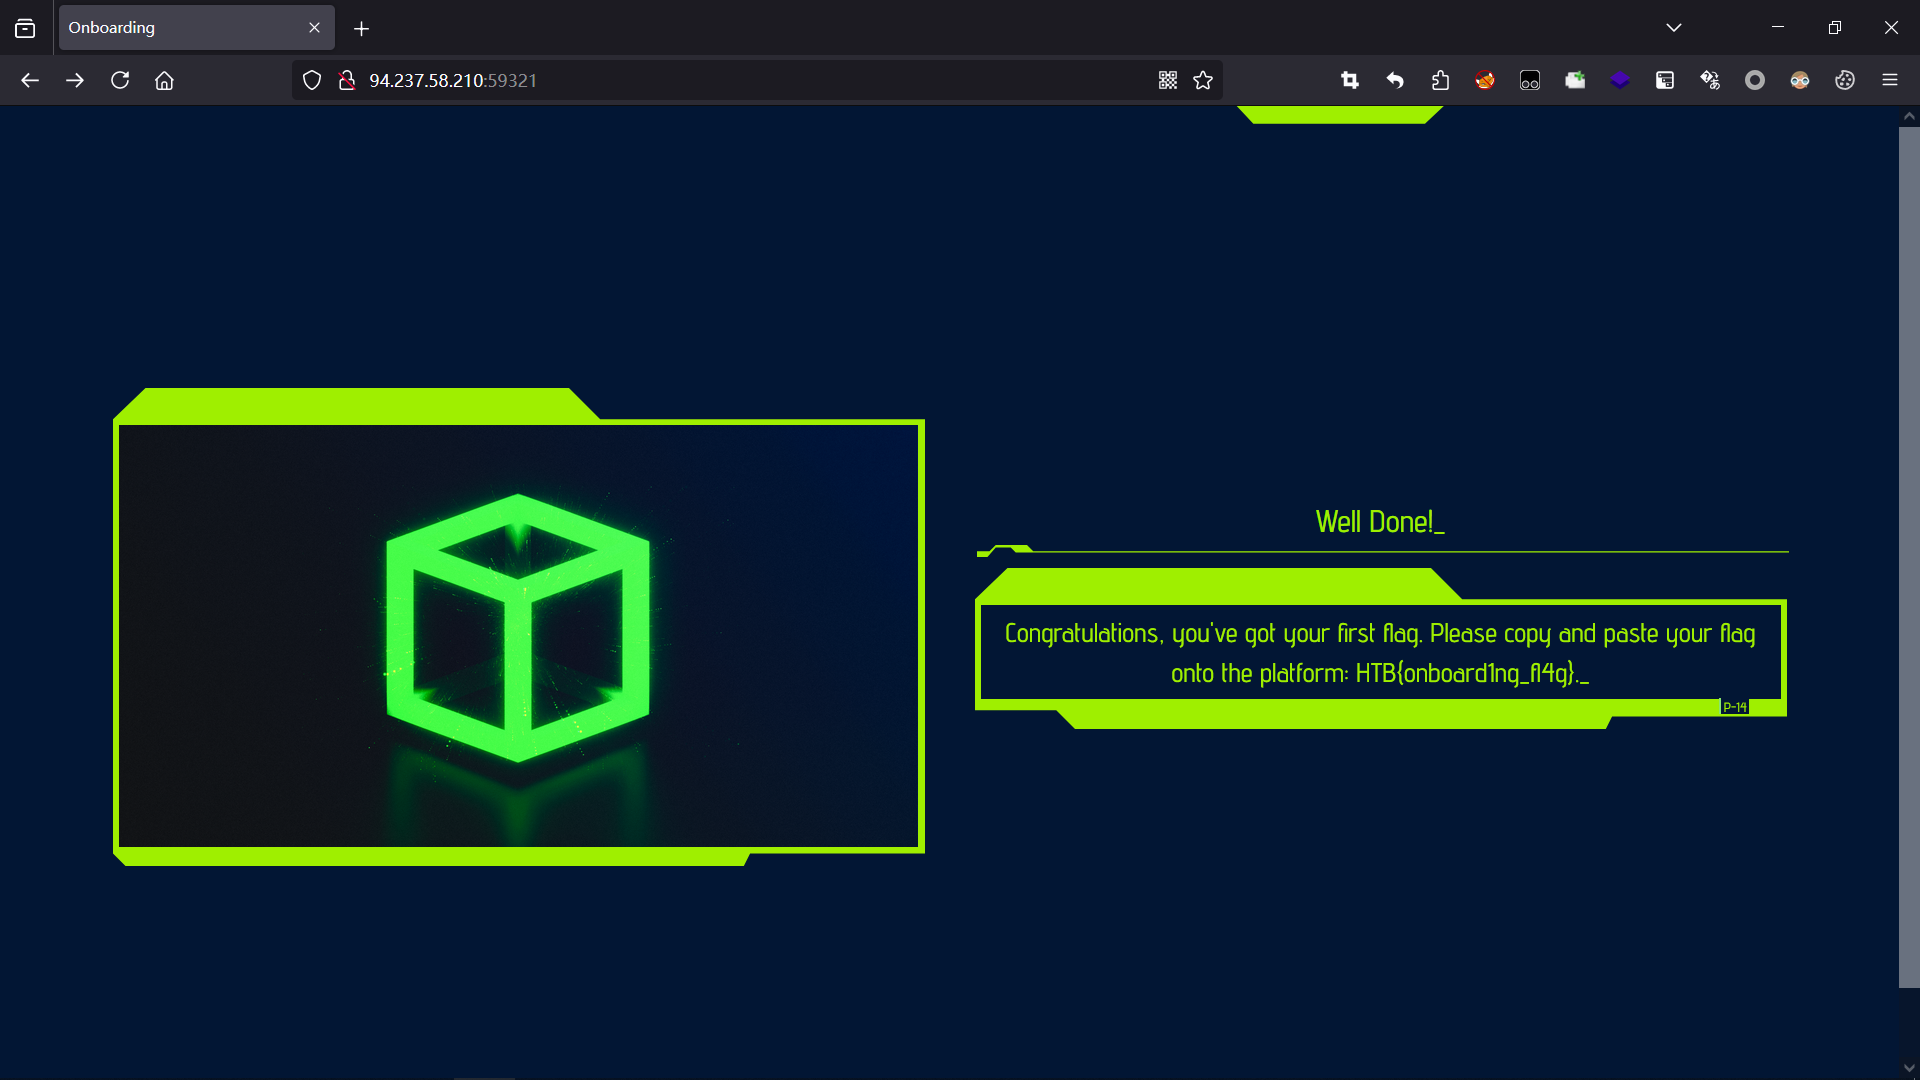 Onboarding
94.237.58.210:59321
Well Done!_
Congratulations, you've got your first flag. Please copy and paste your flag
onto the platform: HTB{onboard1ng_fl4g}._
P-14